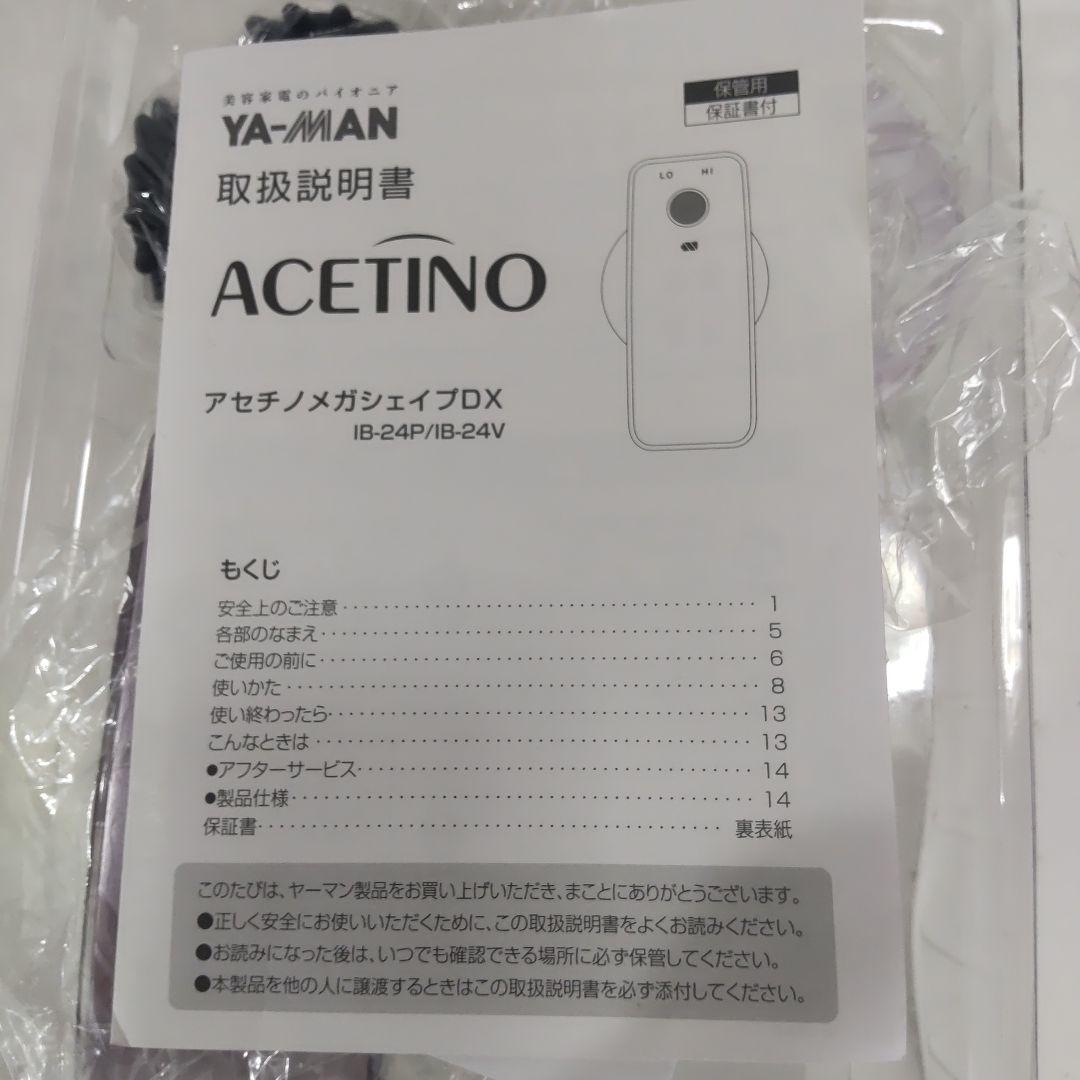 美容家電のパイオニア
YA-MAN
保管用
保証書付
取扱説明書
LO HI
ACETINO
アセチノメガシェイプDX
IB-24P/IB-24V
もくじ
安全上のご注意 1
各部のなまえ 5
ご使用の前に 6
使いかた 8
使い終わったら 13
こんなときは 13
●アフターサービス 14
●製品仕様 14
保証書 裏表紙
このたびは、ヤーマン製品をお買い上げいただき、まことにありがとうございます。
●正しく安全にお使いいただくために、この取扱説明書をよくお読みください。
●お読みになった後は、いつでも確認できる場所に必ず保管してください。
●本製品を他の人に譲渡するときはこの取扱説明書を必ず添付してください。